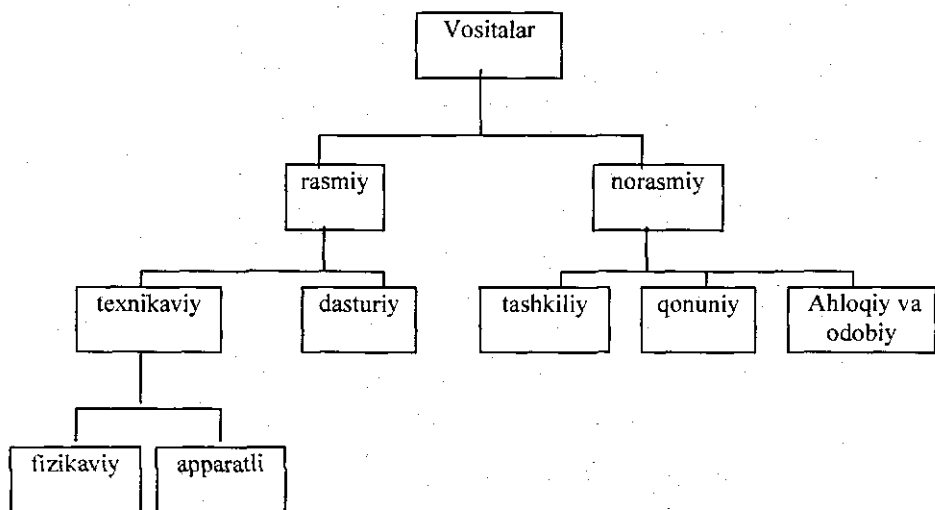 Vositalar
rasmiy
norasmiy
texnikaviy
dasturiy
tashkiliy
qonuniy
Ahloqiy va
odobiy
fizikaviy
apparatli